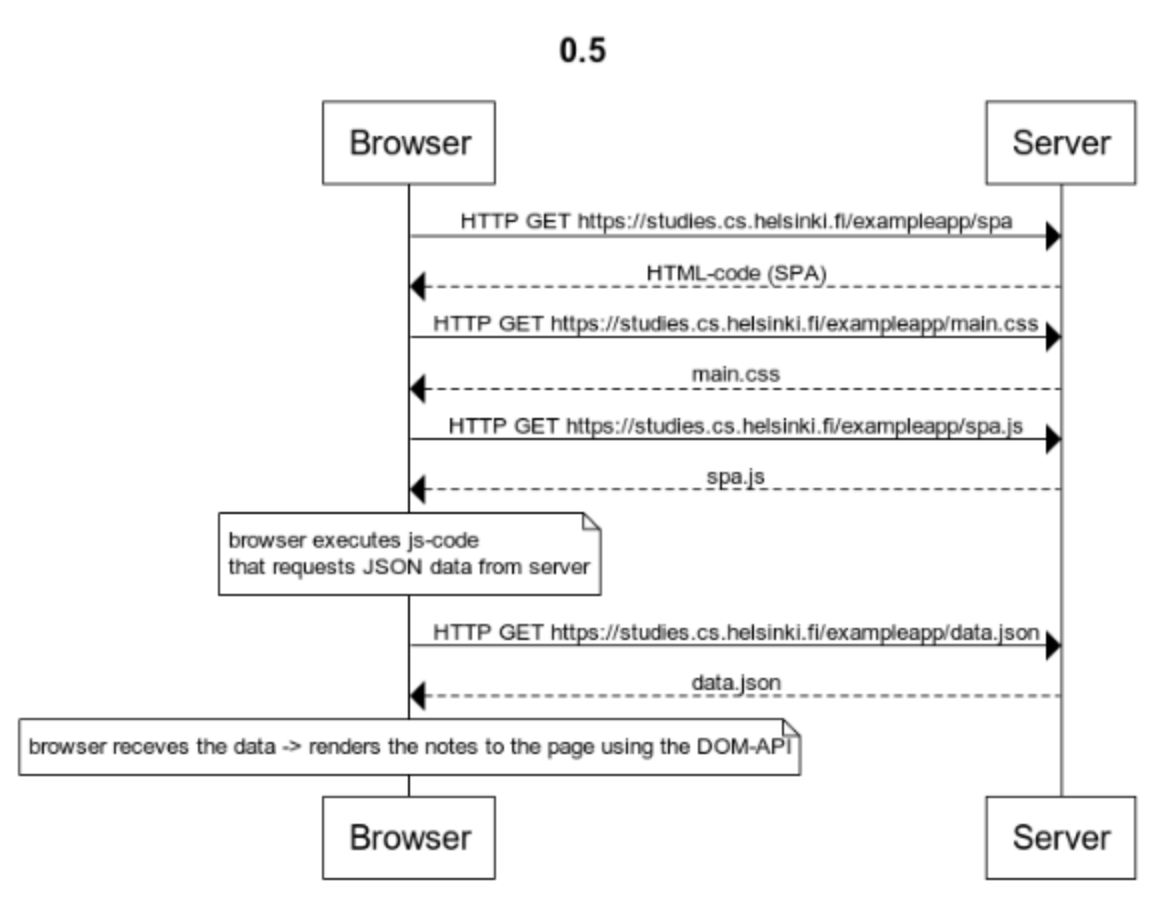 0.5
Browser
Server
HTTP GET https://studies.cs.helsinki.fi/exampleapp/spa
HTML-code (SPA)
HTTP GET https://studies.cs.helsinki.fi/exampleapp/main.css
main.css
HTTP GET https://studies.cs.helsinki.fi/exampleapp/spa.js
spa.js
browser executes js-code
that requests JSON data from server
HTTP GET https://studies.cs.helsinki.fi/exampleapp/data.json
data.json
browser receves the data -> renders the notes to the page using the DOM-API
Browser
Server